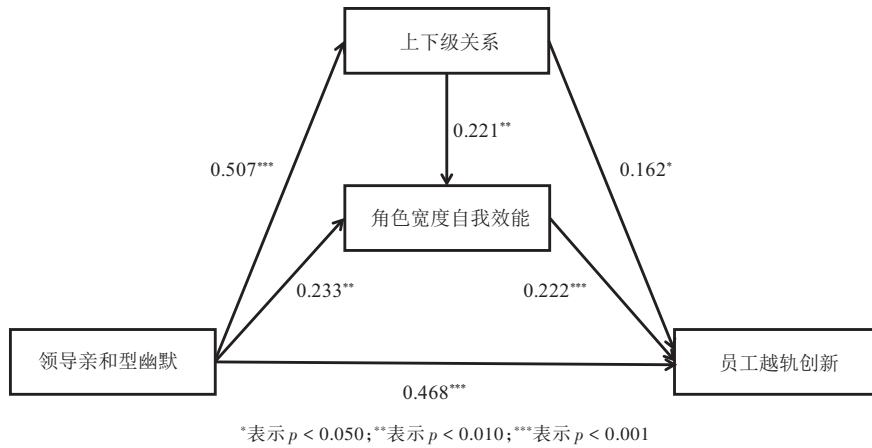 上下级关系
0.221**
0.507***
0.162*
角色宽度自我效能
0.233**
0.222***
领导亲和型幽默
员工越轨创新
0.468***
*表示 p < 0.050;**表示 p < 0.010;***表示 p < 0.001